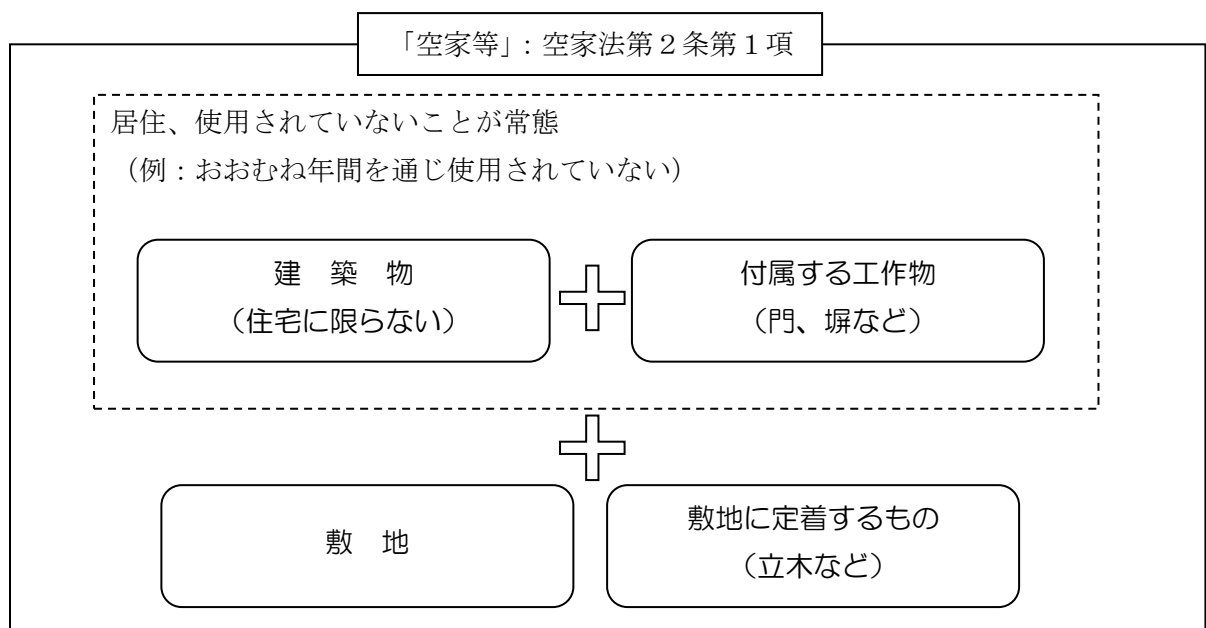 「空家等」：空家法第２条第１項
居住、使用されていないことが常態
（例：おおむね年間を通じ使用されていない）
建　築　物
（住宅に限らない）
付属する工作物
（門、塀など）
敷　地
敷地に定着するもの
（立木など）